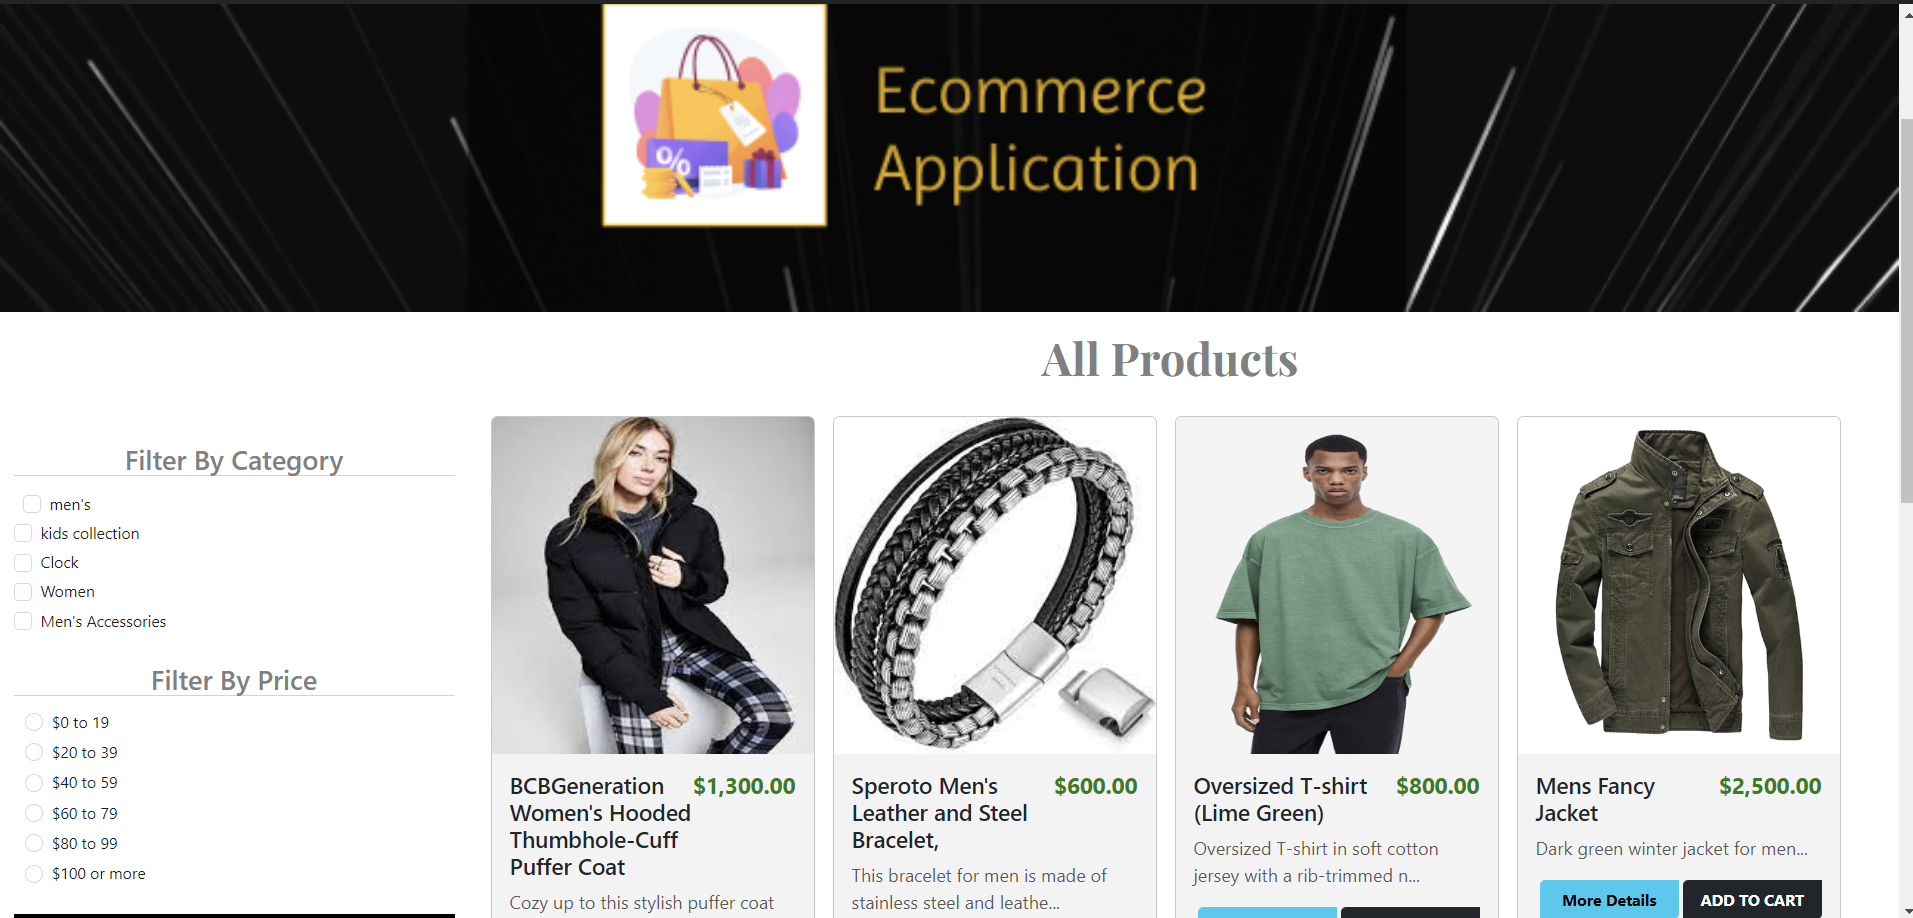 Ecommerce
Application
%
%
All Products
Filter By Category
men's
kids collection
Clock
Women
Men's Accessories
Filter By Price
$0 to 19
$20 to 39
$40 to 59
$60 to 79
$80 to 99
$100 or more
BCBGeneration $1,300.00
Women's Hooded
Thumbhole-Cuff
Puffer Coat
Cozy up to this stylish puffer coat
Speroto Men's $600.00
Leather and Steel
Bracelet,
This bracelet for men is made of
stainless steel and leathe...
Oversized T-shirt $800.00
(Lime Green)
Oversized T-shirt in soft cotton
jersey with a rib-trimmed n...
Mens Fancy $2,500.00
Jacket
Dark green winter jacket for men...
More Details ADD TO CART